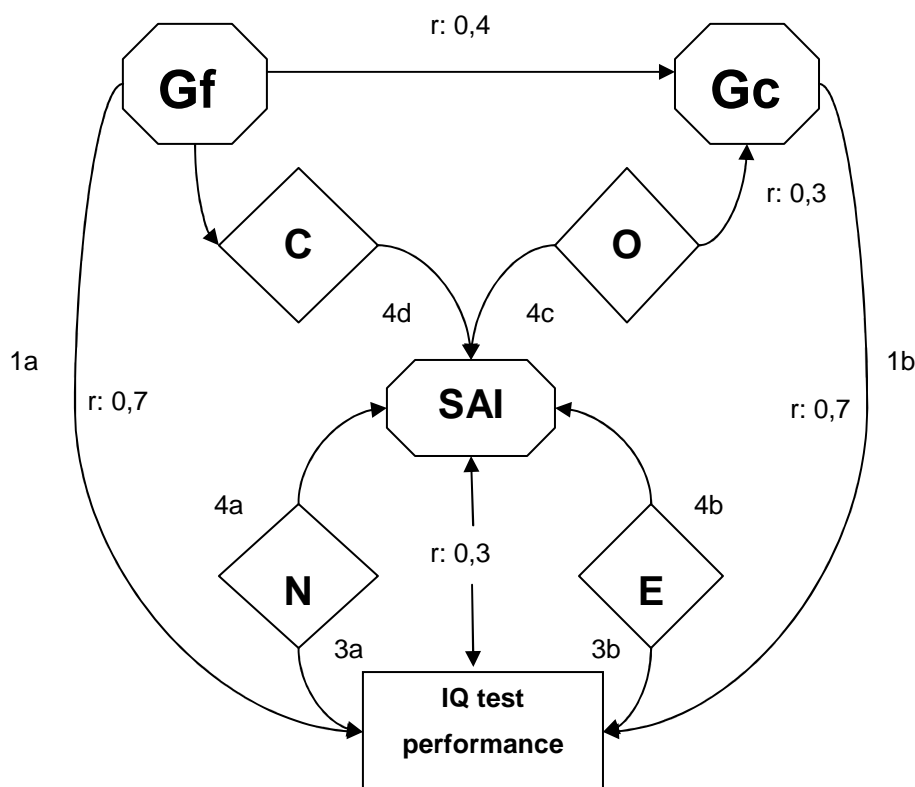 r: 0,4
Gf
Gc
r: 0,3
C
O
4d
4c
1a
1b
r: 0,7
SAI
r: 0,7
4a
4b
r: 0,3
N
E
3a
3b
IQ test
performance